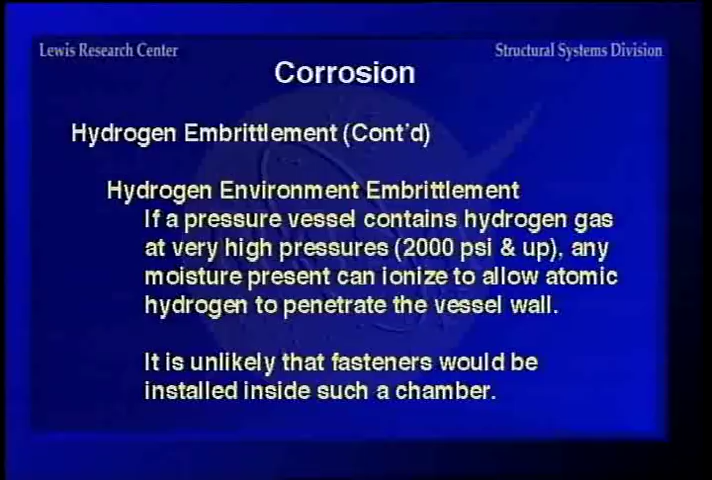 Lewis Research Center
Structural Systems Division
Corrosion
Hydrogen Embrittlement (Cont'd)
Hydrogen Environment Embrittlement
If a pressure vessel contains hydrogen gas
at very high pressures (2000 psi & up), any
moisture present can ionize to allow atomic
hydrogen to penetrate the vessel wall.
It is unlikely that fasteners would be
installed inside such a chamber.